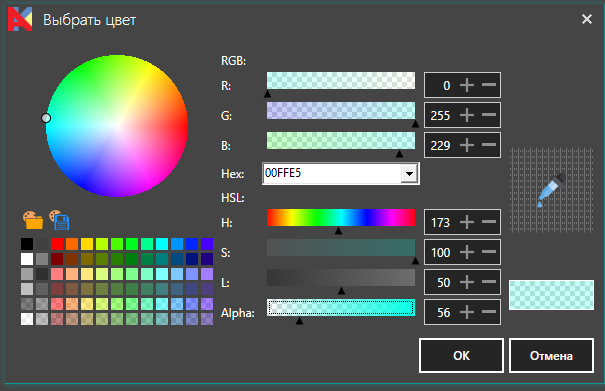 Выбрать цвет
RGB:
R: 0
G: 255
B: 229
Hex: 00FFE5
HSL:
H: 173
S: 100
L: 50
Alpha: 56
OK Отмена